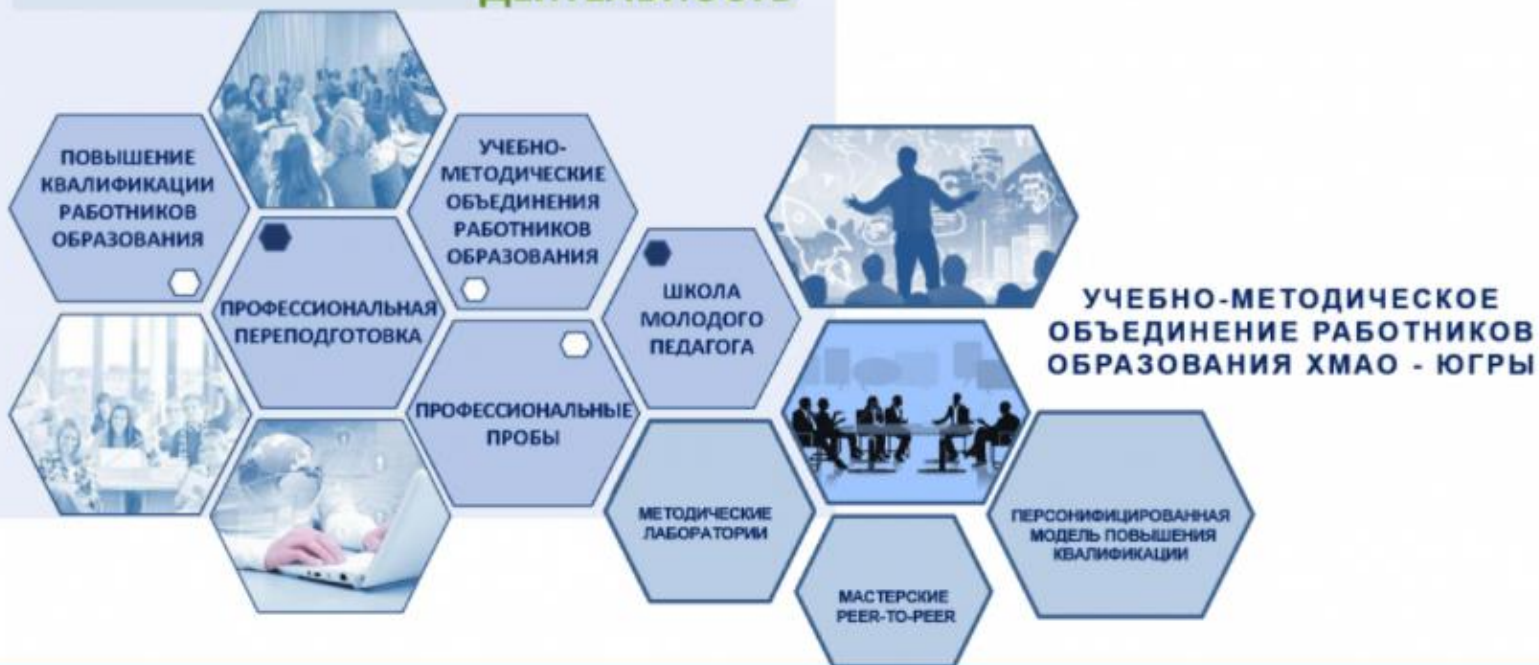 ДЕЯТЕЛЬНОСТЬ
ПОВЫШЕНИЕ
КВАЛИФИКАЦИИ
РАБОТНИКОВ
ОБРАЗОВАНИЯ
УЧЕБНО-
МЕТОДИЧЕСКИЕ
ОБЪЕДИНЕНИЯ
РАБОТНИКОВ
ОБРАЗОВАНИЯ
ПРОФЕССИОНАЛЬНАЯ
ПЕРЕПОДГОТОВКА
ШКОЛА
МОЛОДОГО
ПЕДАГОГА
ПРОФЕССИОНАЛЬНЫЕ
ПРОБЫ
УЧЕБНО-МЕТОДИЧЕСКОЕ
ОБЪЕДИНЕНИЕ РАБОТНИКОВ
ОБРАЗОВАНИЯ ХМАО - ЮГРЫ
МЕТОДИЧЕСКИЕ
ЛАБОРАТОРИИ
МАСТЕРСКИЕ
PEER-TO-PEER
ПЕРСОНИФИЦИРОВАННАЯ
МОДЕЛЬ ПОВЫШЕНИЯ
КВАЛИФИКАЦИИ